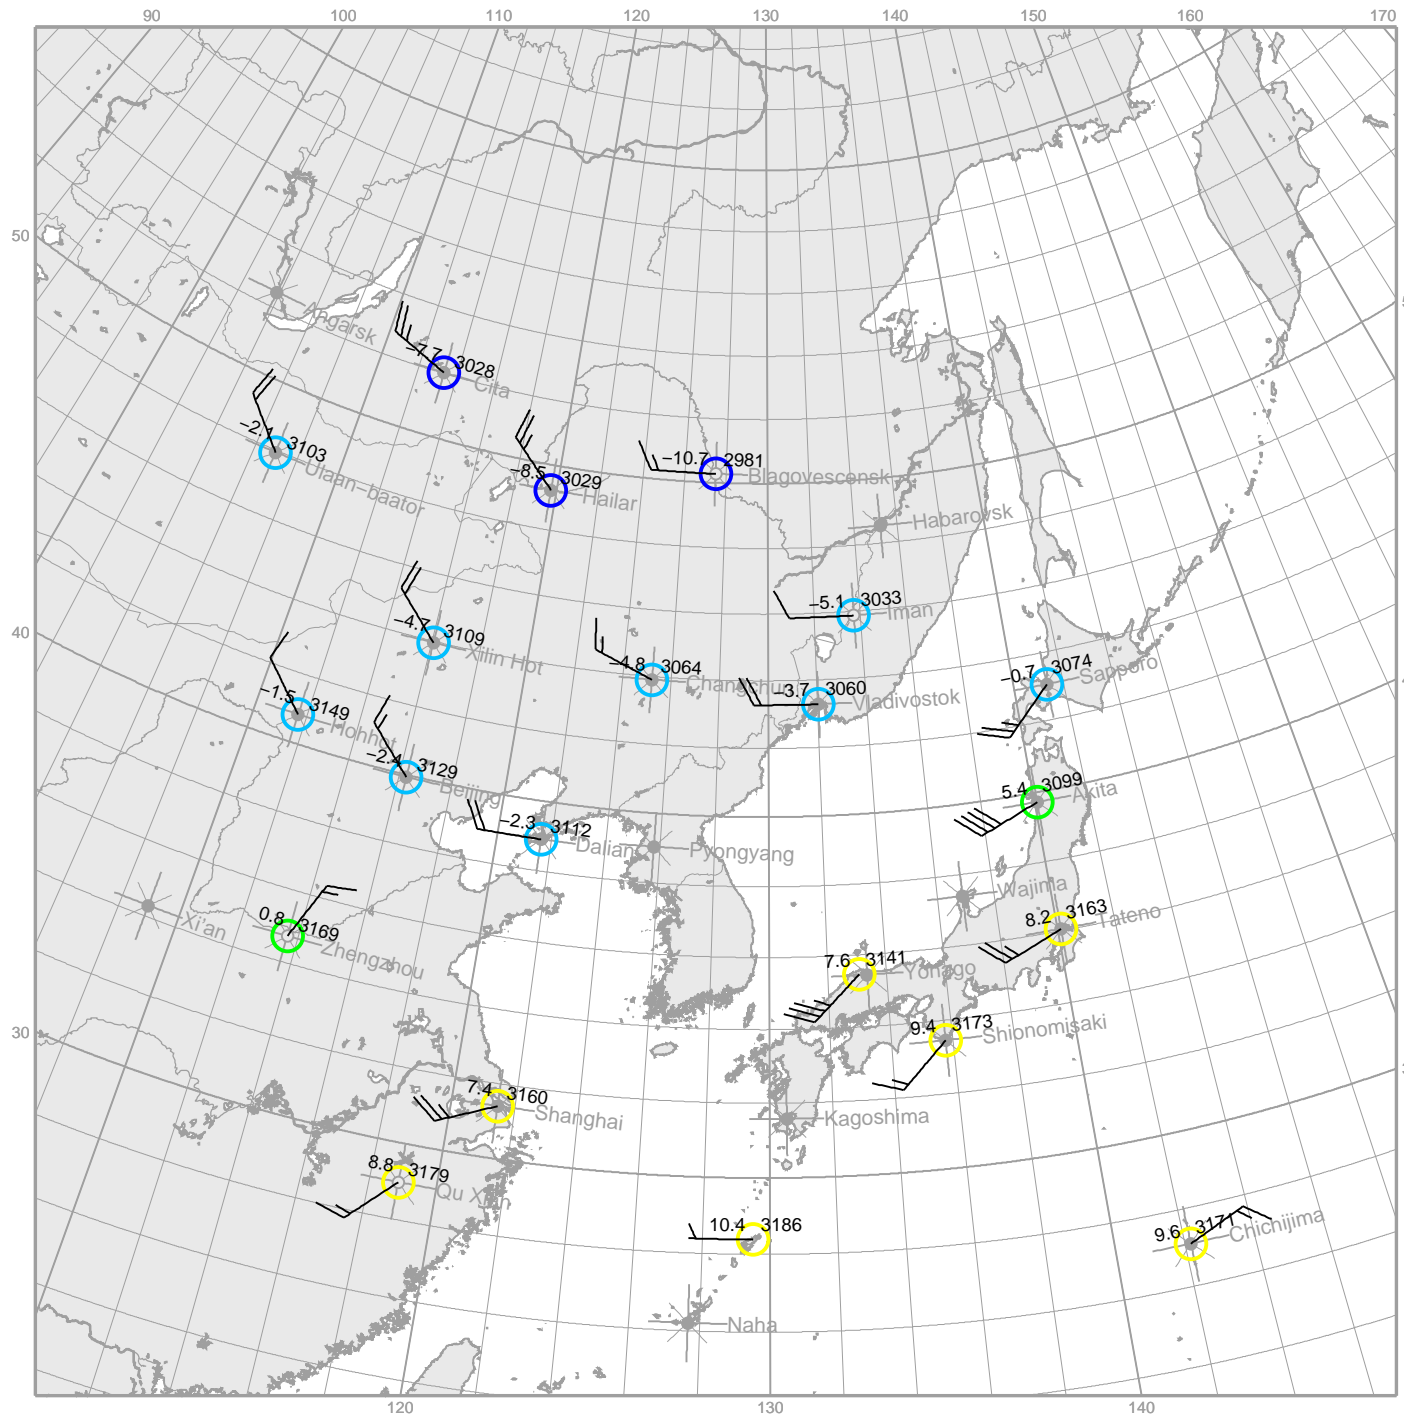 90 100 110 120 130 140 150 160 170
50
Angarsk
−7.7 3028
Cita
−2.1 3103
Ulaan−baator
−8.5 3029
Hailar
−10.7 2981
Blagovescensk
Habarovsk
−5.1 3033
Iman
40
−4.7 3109
Xilin Hot
−4.8 3064
Changchun
−3.7 3060
Vladivostok
−0.7 3074
Sapporo
−1.5 3149
Hohhot
−2.4 3129
Beijing
5.4 3099
Akita
−2.3 3112
Dalian
Pyongyang
Wajima
Xi'an
0.8 3169
Zhengzhou
8.2 3163
Tateno
7.6 3141
Yonago
30
9.4 3173
Shionomisaki
7.4 3160
Shanghai
Kagoshima
8.8 3179
Qu Xian
10.4 3186
9.6 3171
Chichijima
Naha
120 130 140